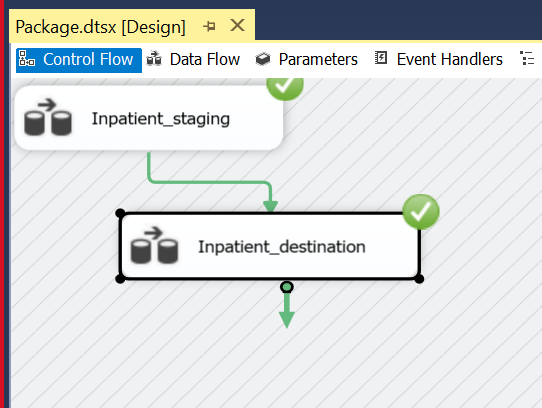 Package.dtsx [Design]
Control Flow Data Flow Parameters Event Handlers
Inpatient_staging
Inpatient_destination